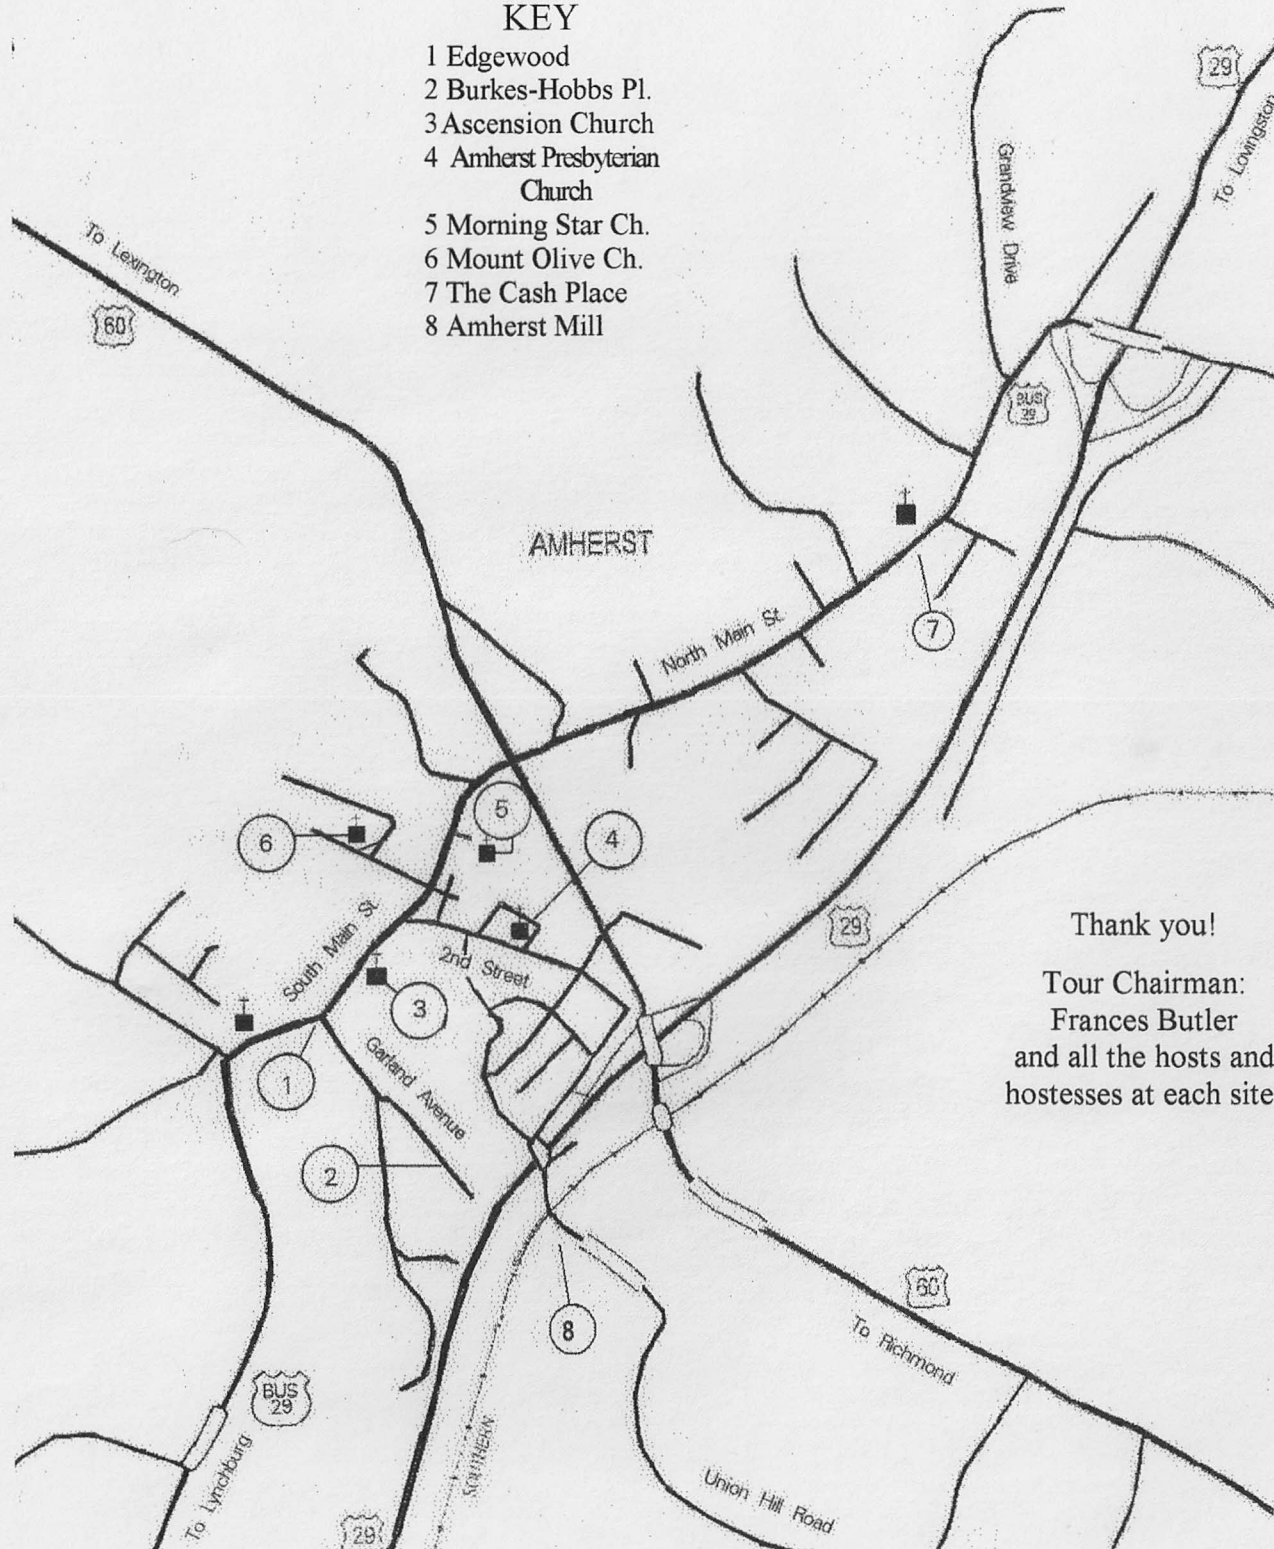 KEY
1 Edgewood
2 Burkes-Hobbs Pl.
3 Ascension Church
4 Amherst Presbyterian
Church
5 Morning Star Ch.
6 Mount Olive Ch.
7 The Cash Place
8 Amherst Mill
29
To Lovingston
Grandview Drive
To Lexington
60
BUS
29
AMHERST
7
North Main St.
5
4
6
29
South Main St.
2nd Street
3
1
Garland Avenue
2
Thank you!
Tour Chairman:
Frances Butler
and all the hosts and
hostesses at each site
60
8
To Richmond
BUS
29
To Lynchburg
SOUTHERN
Union Hill Road
29